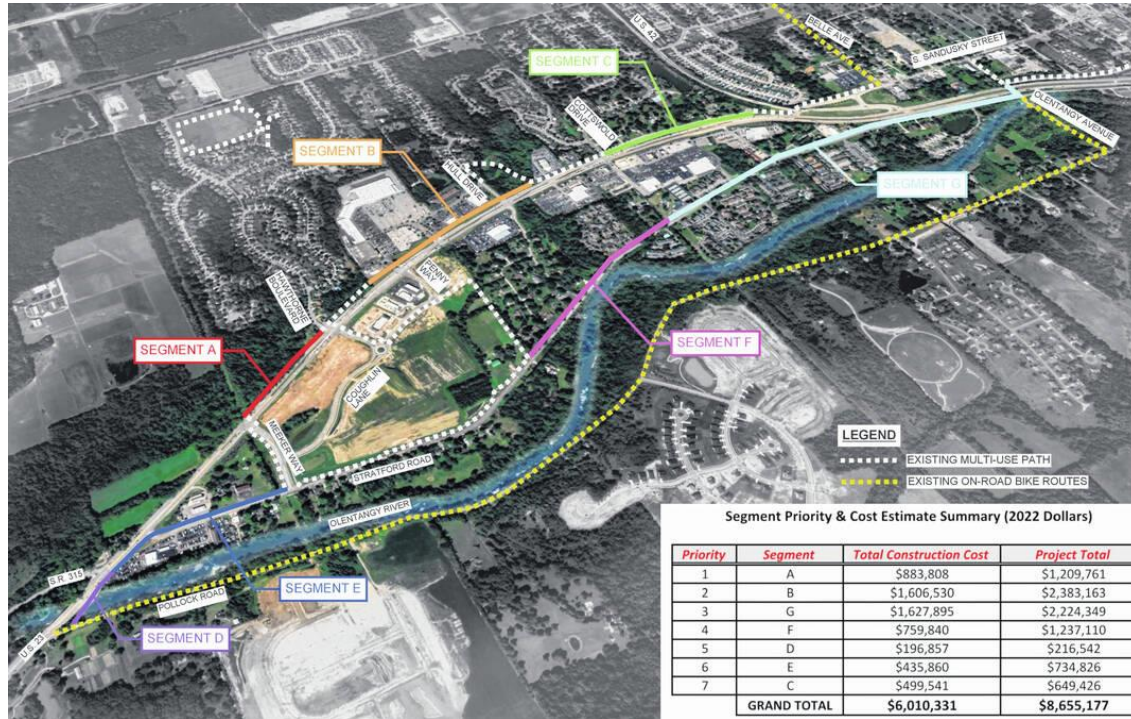 BELLE AVE
U.S. 42
S. SANDUSKY STREET
SEGMENT C
OLENTANGY AVENUE
COTTSWOLD
DRIVE
SEGMENT B
HULL DRIVE
SEGMENT G
PENNY
WAY
HAWTHORNE
BOULEVARD
SEGMENT A
SEGMENT F
COUGHLIN
LANE
MEEKER WAY
STRATFORD ROAD
OLENTANGY RIVER
S.R. 315
SEGMENT E
POLLOCK ROAD
SEGMENT D
U.S. 23
LEGEND
EXISTING MULTI-USE PATH
EXISTING ON-ROAD BIKE ROUTES
Segment Priority & Cost Estimate Summary (2022 Dollars)
Priority Segment Total Construction Cost Project Total
1 A $883,808 $1,209,761
2 B $1,606,530 $2,383,163
3 G $1,627,895 $2,224,349
4 F $759,840 $1,237,110
5 D $196,857 $216,542
6 E $435,860 $734,826
7 C $499,541 $649,426
GRAND TOTAL $6,010,331 $8,655,177